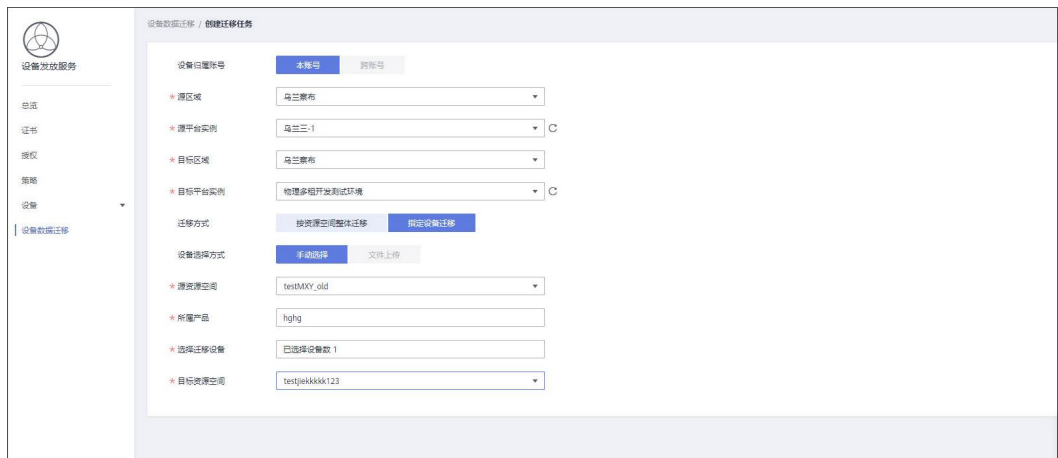 设备发放服务
总览
证书
授权
策略
设备
设备数据迁移
设备数据迁移 / 创建迁移任务
设备归属账号 本账号 跨账号
* 源区域 乌兰察布
* 源平台实例 乌兰三-1
* 目标区域 乌兰察布
* 目标平台实例 物理多租开发测试环境
迁移方式 按资源空间整体迁移 指定设备迁移
设备选择方式 手动选择 文件上传
* 源资源空间 testMXY_old
* 所属产品 hghg
* 选择迁移设备 已选择设备数 1
* 目标资源空间 testjiekkkkk123